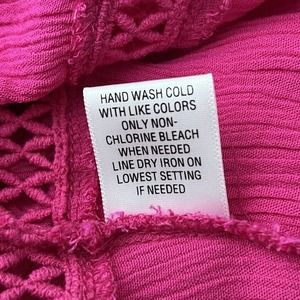 HAND WASH COLD
WITH LIKE COLORS
ONLY NON-
CHLORINE BLEACH
WHEN NEEDED
LINE DRY IRON ON
LOWEST SETTING
IF NEEDED